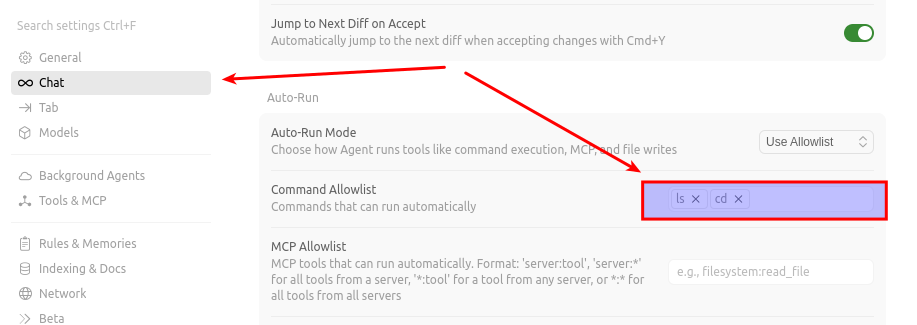 Search settings Ctrl+F
General
Chat
Tab
Models
Background Agents
Tools & MCP
Rules & Memories
Indexing & Docs
Network
Beta
Jump to Next Diff on Accept
Automatically jump to the next diff when accepting changes with Cmd+Y
Auto-Run
Auto-Run Mode
Choose how Agent runs tools like command execution, MCP, and file writes
Use Allowlist
Command Allowlist
Commands that can run automatically
ls × cd ×
MCP Allowlist
MCP tools that can run automatically. Format: 'server:tool', 'server:*'
for all tools from a server, '*:tool' for a tool from any server, or *:* for
all tools from all servers
e.g., filesystem:read_file